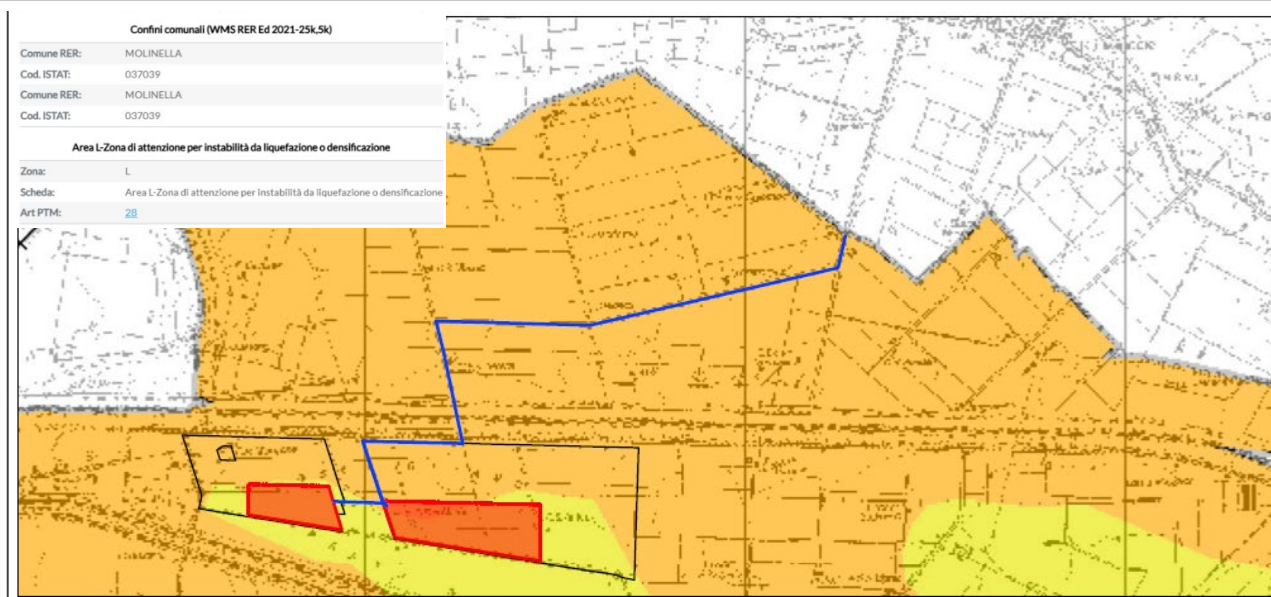 Confini comunali (WMS RER Ed 2021-25k,5k)
Comune RER: MOLINELLA
Cod. ISTAT: 037039
Comune RER: MOLINELLA
Cod. ISTAT: 037039
Area L-Zona di attenzione per instabilità da liquefazione o densificazione
Zona: L
Scheda: Area L-Zona di attenzione per instabilità da liquefazione o densificazione
Art PTM: 28